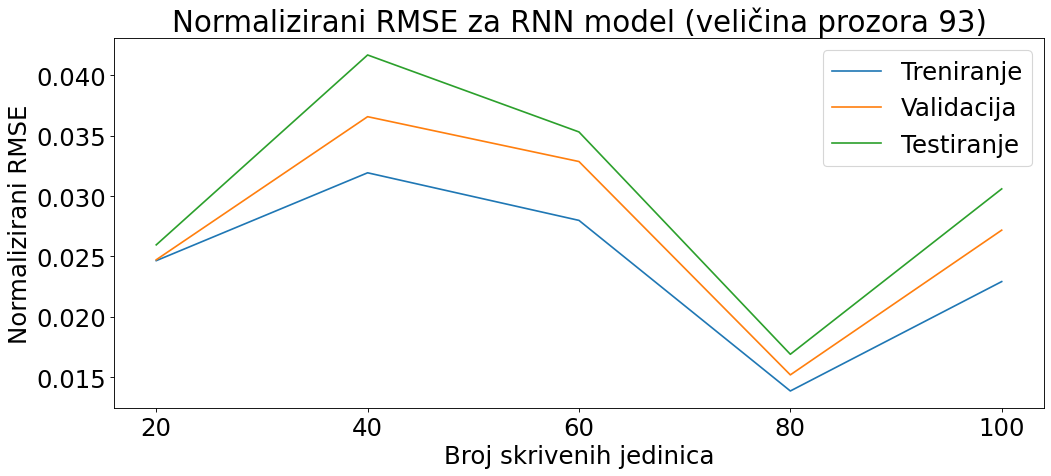 Normalizirani RMSE za RNN model (veličina prozora 93)
Normalizirani RMSE
0.040
0.035
0.030
0.025
0.020
0.015
Treniranje
Validacija
Testiranje
20 40 60 80 100
Broj skrivenih jedinica